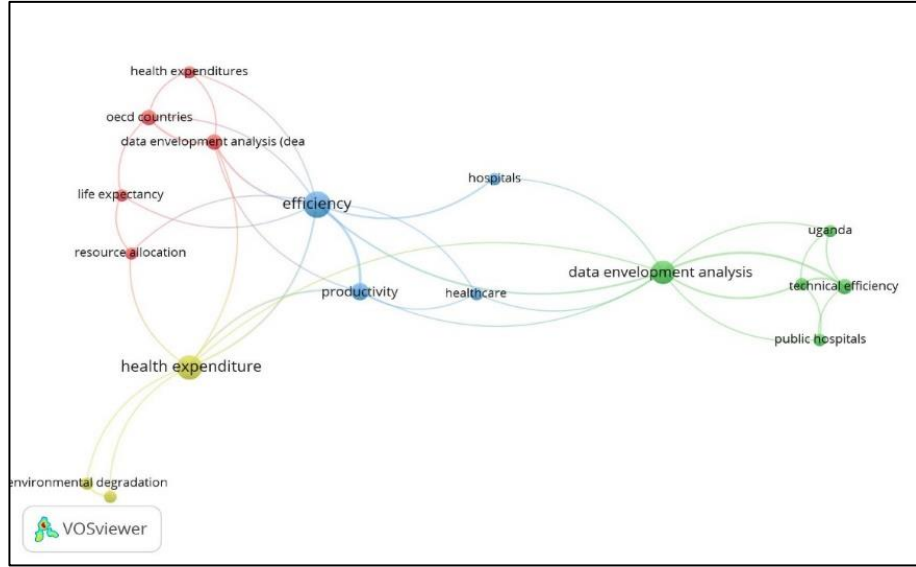 health expenditures
oecd countries
data envelopment analysis (dea
life expectancy
hospitals
efficiency
uganda
resource allocation
data envelopment analysis
technical efficiency
productivity
healthcare
public hospitals
health expenditure
environmental degradation
VOSviewer